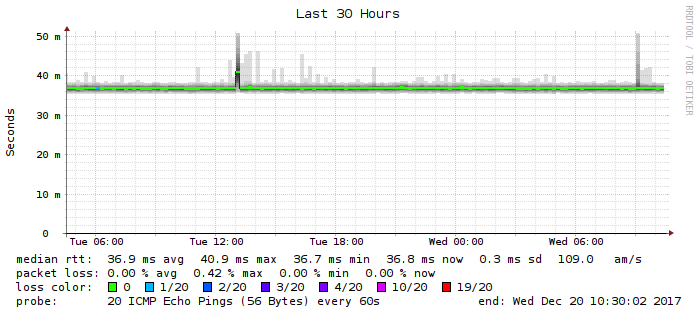 Last 30 Hours
RRDTOOL / TOBI OETIKER
Seconds
50 m
40 m
30 m
20 m
10 m
0
Tue 06:00 Tue 12:00 Tue 18:00 Wed 00:00 Wed 06:00
median rtt: 36.9 ms avg 40.9 ms max 36.7 ms min 36.8 ms now 0.3 ms sd 109.0 am/s
packet loss: 0.00 % avg 0.42 % max 0.00 % min 0.00 % now
loss color: 0 1/20 2/20 3/20 4/20 10/20 19/20
probe: 20 ICMP Echo Pings (56 Bytes) every 60s end: Wed Dec 20 10:30:02 2017